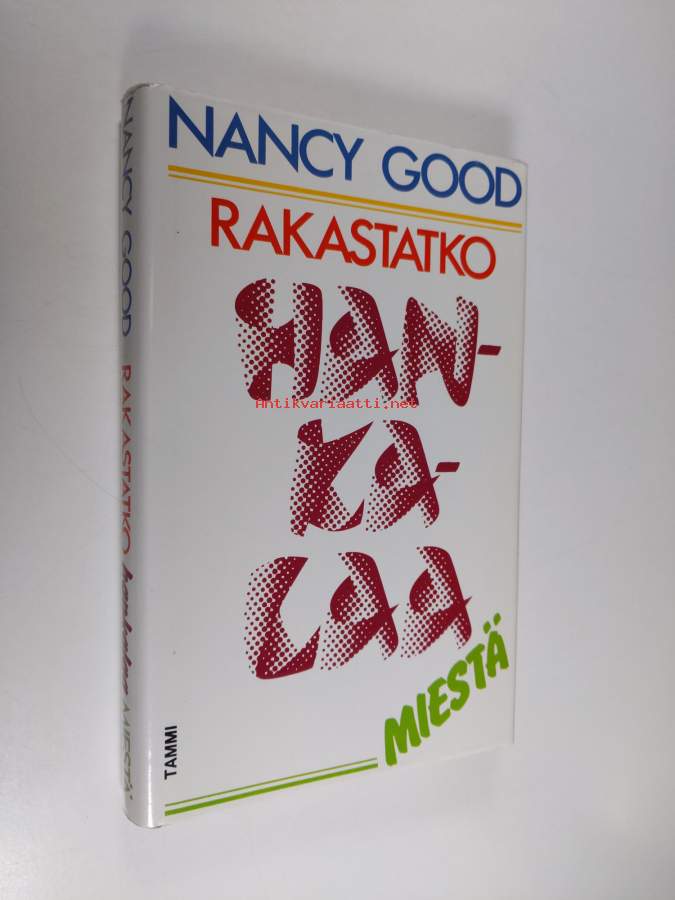 NANCY GOOD
RAKASTATKO
HAN-
KA-
LAA
MIESTÄ
TAMMI
NANCY GOOD RAKASTATKO hankalaa MIESTÄ
Antikvariaatti.net